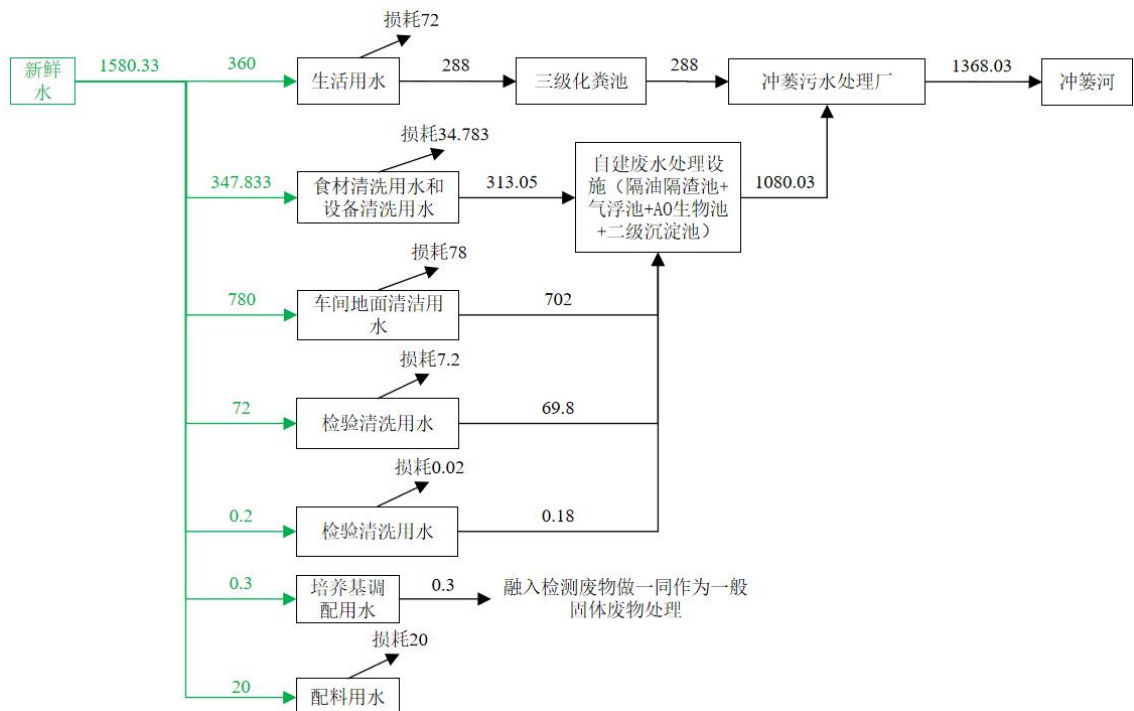 损耗72
新鲜
水
1580.33
360
生活用水
288
三级化粪池
288
冲蒌污水处理厂
1368.03
冲蒌河
损耗34.783
347.833
食材清洗用水和
设备清洗用水
313.05
自建废水处理设
施（隔油隔渣池+
气浮池+AO生物池
+二级沉淀池）
1080.03
损耗78
780
车间地面清洁用
水
702
损耗7.2
72
检验清洗用水
69.8
损耗0.02
0.2
检验清洗用水
0.18
0.3
培养基调
配用水
0.3
融入检测废物做一同作为一般
固体废物处理
损耗20
20
配料用水